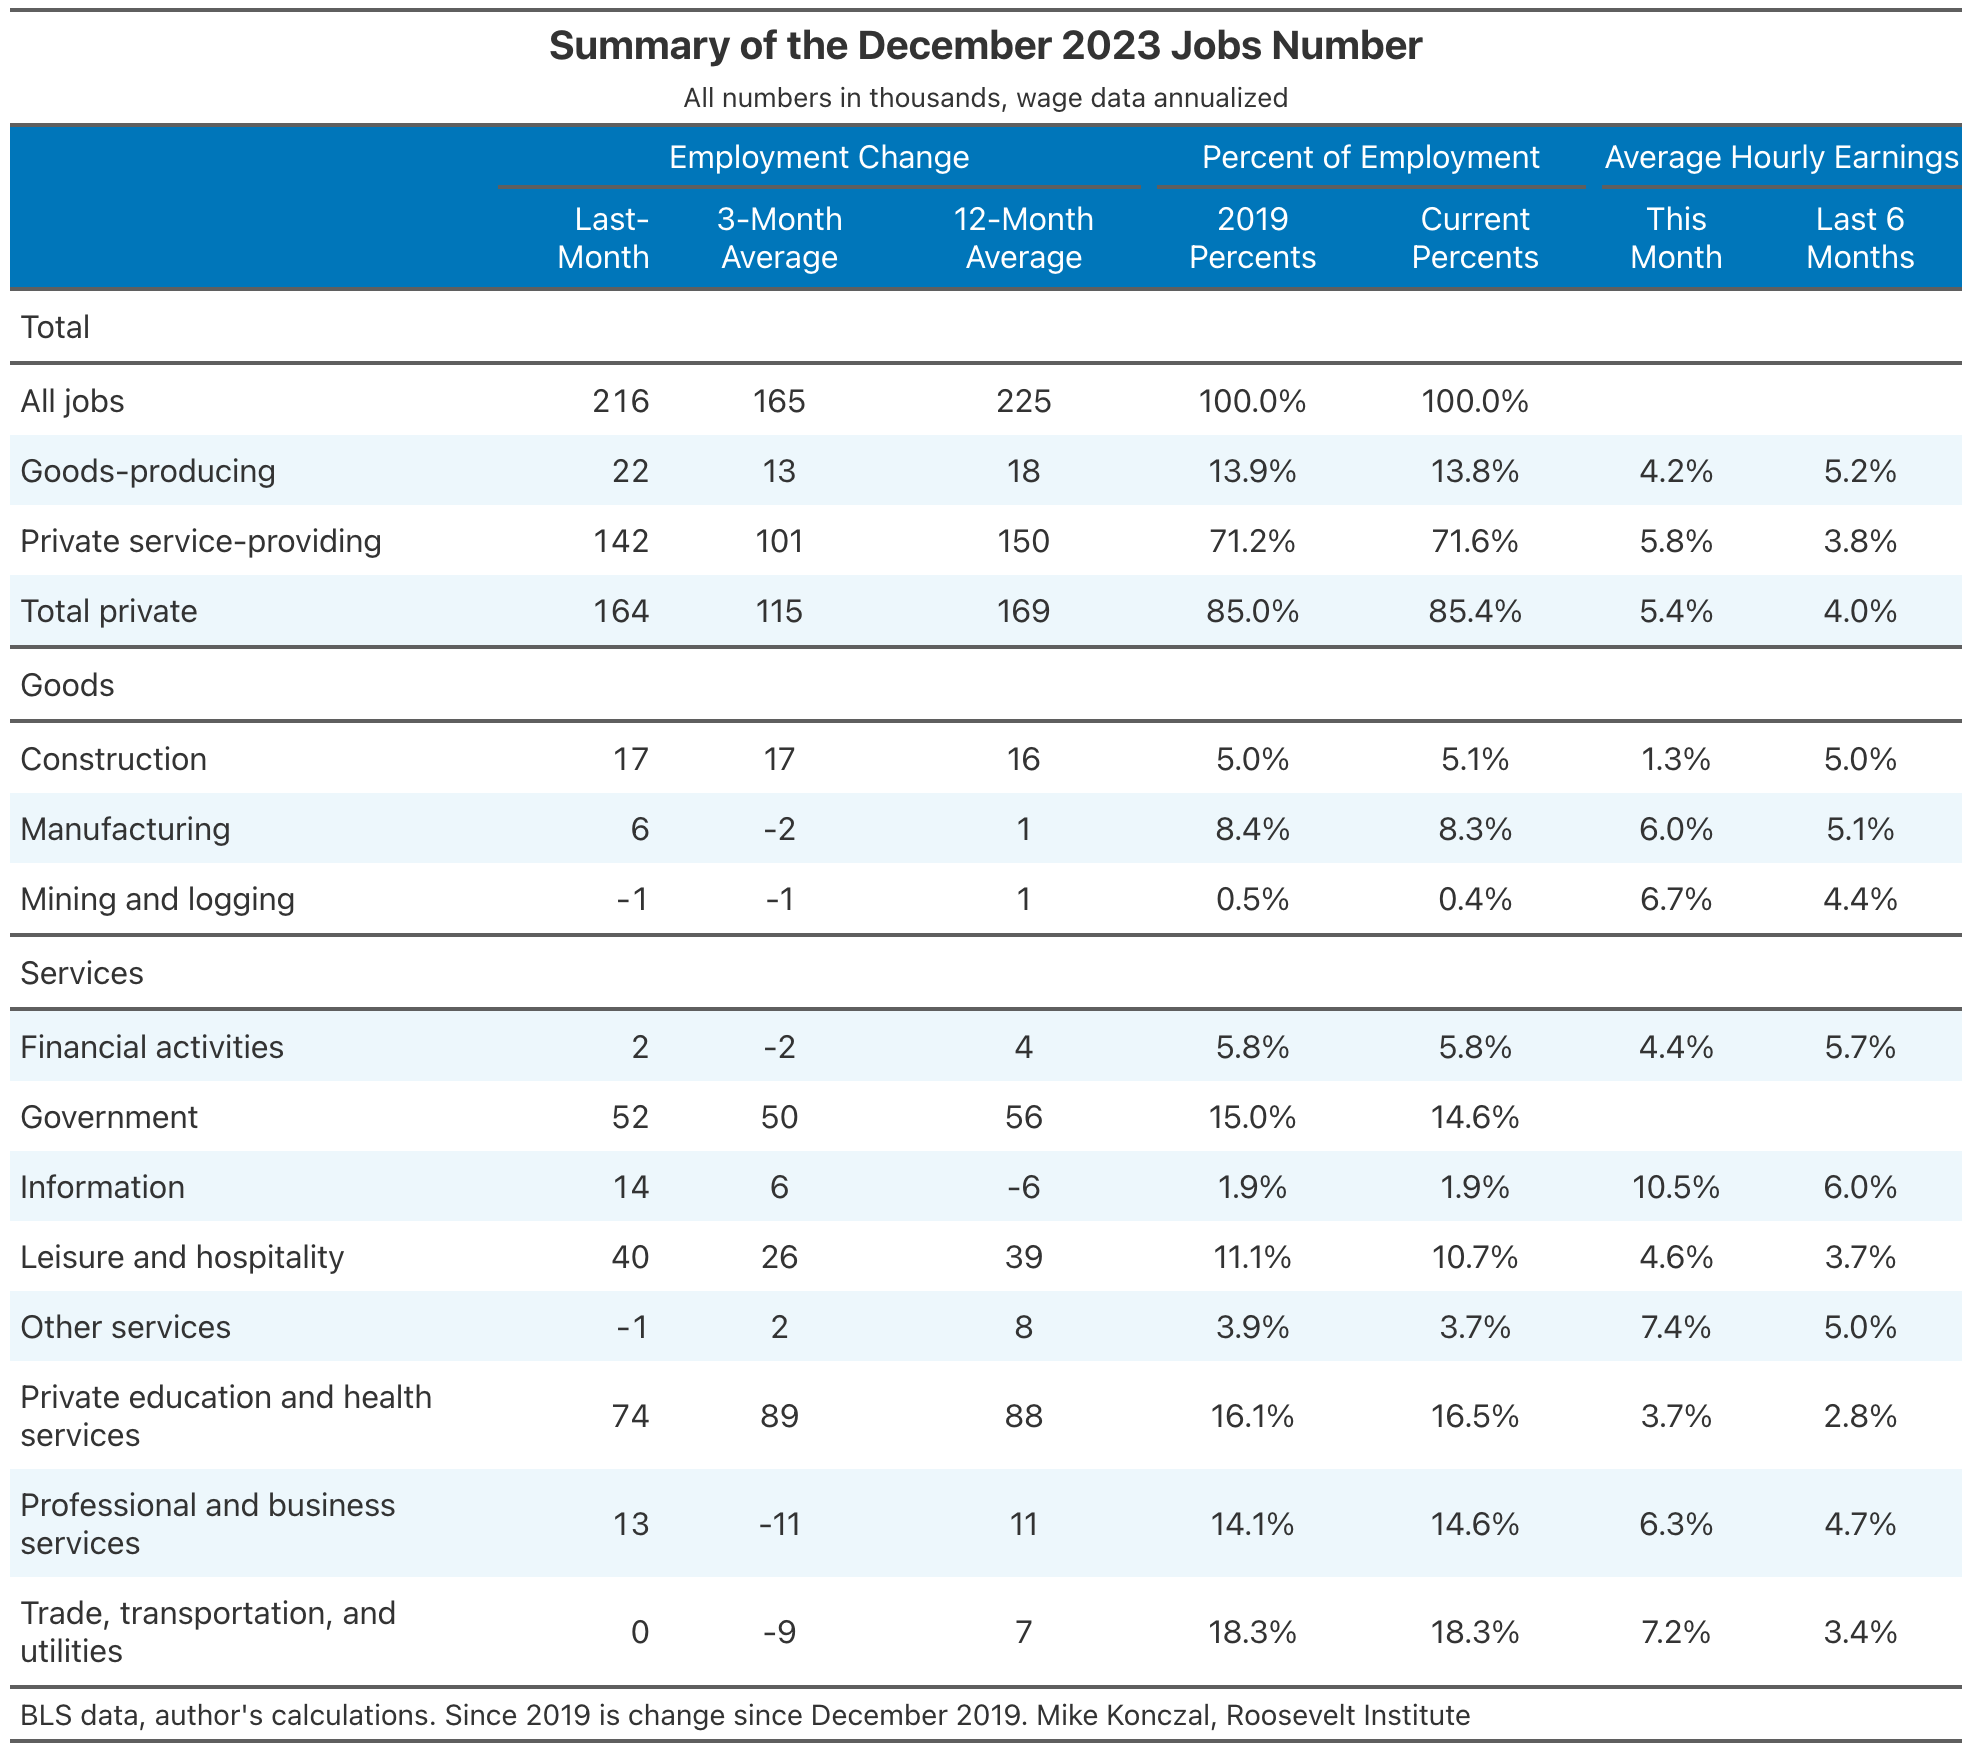 Summary of the December 2023 Jobs Number
All numbers in thousands, wage data annualized
Employment Change Percent of Employment Average Hourly Earnings
Last- 3-Month 12-Month 2019 Current This Last 6
Month Average Average Percents Percents Month Months
Total
All jobs 216 165 225 100.0% 100.0%
Goods-producing 22 13 18 13.9% 13.8% 4.2% 5.2%
Private service-providing 142 101 150 71.2% 71.6% 5.8% 3.8%
Total private 164 115 169 85.0% 85.4% 5.4% 4.0%
Goods
Construction 17 17 16 5.0% 5.1% 1.3% 5.0%
Manufacturing 6 -2 1 8.4% 8.3% 6.0% 5.1%
Mining and logging -1 -1 1 0.5% 0.4% 6.7% 4.4%
Services
Financial activities 2 -2 4 5.8% 5.8% 4.4% 5.7%
Government 52 50 56 15.0% 14.6%
Information 14 6 -6 1.9% 1.9% 10.5% 6.0%
Leisure and hospitality 40 26 39 11.1% 10.7% 4.6% 3.7%
Other services -1 2 8 3.9% 3.7% 7.4% 5.0%
Private education and health
services
74 89 88 16.1% 16.5% 3.7% 2.8%
Professional and business
services
13 -11 11 14.1% 14.6% 6.3% 4.7%
Trade, transportation, and
utilities
0 -9 7 18.3% 18.3% 7.2% 3.4%
BLS data, author's calculations. Since 2019 is change since December 2019. Mike Konczal, Roosevelt Institute